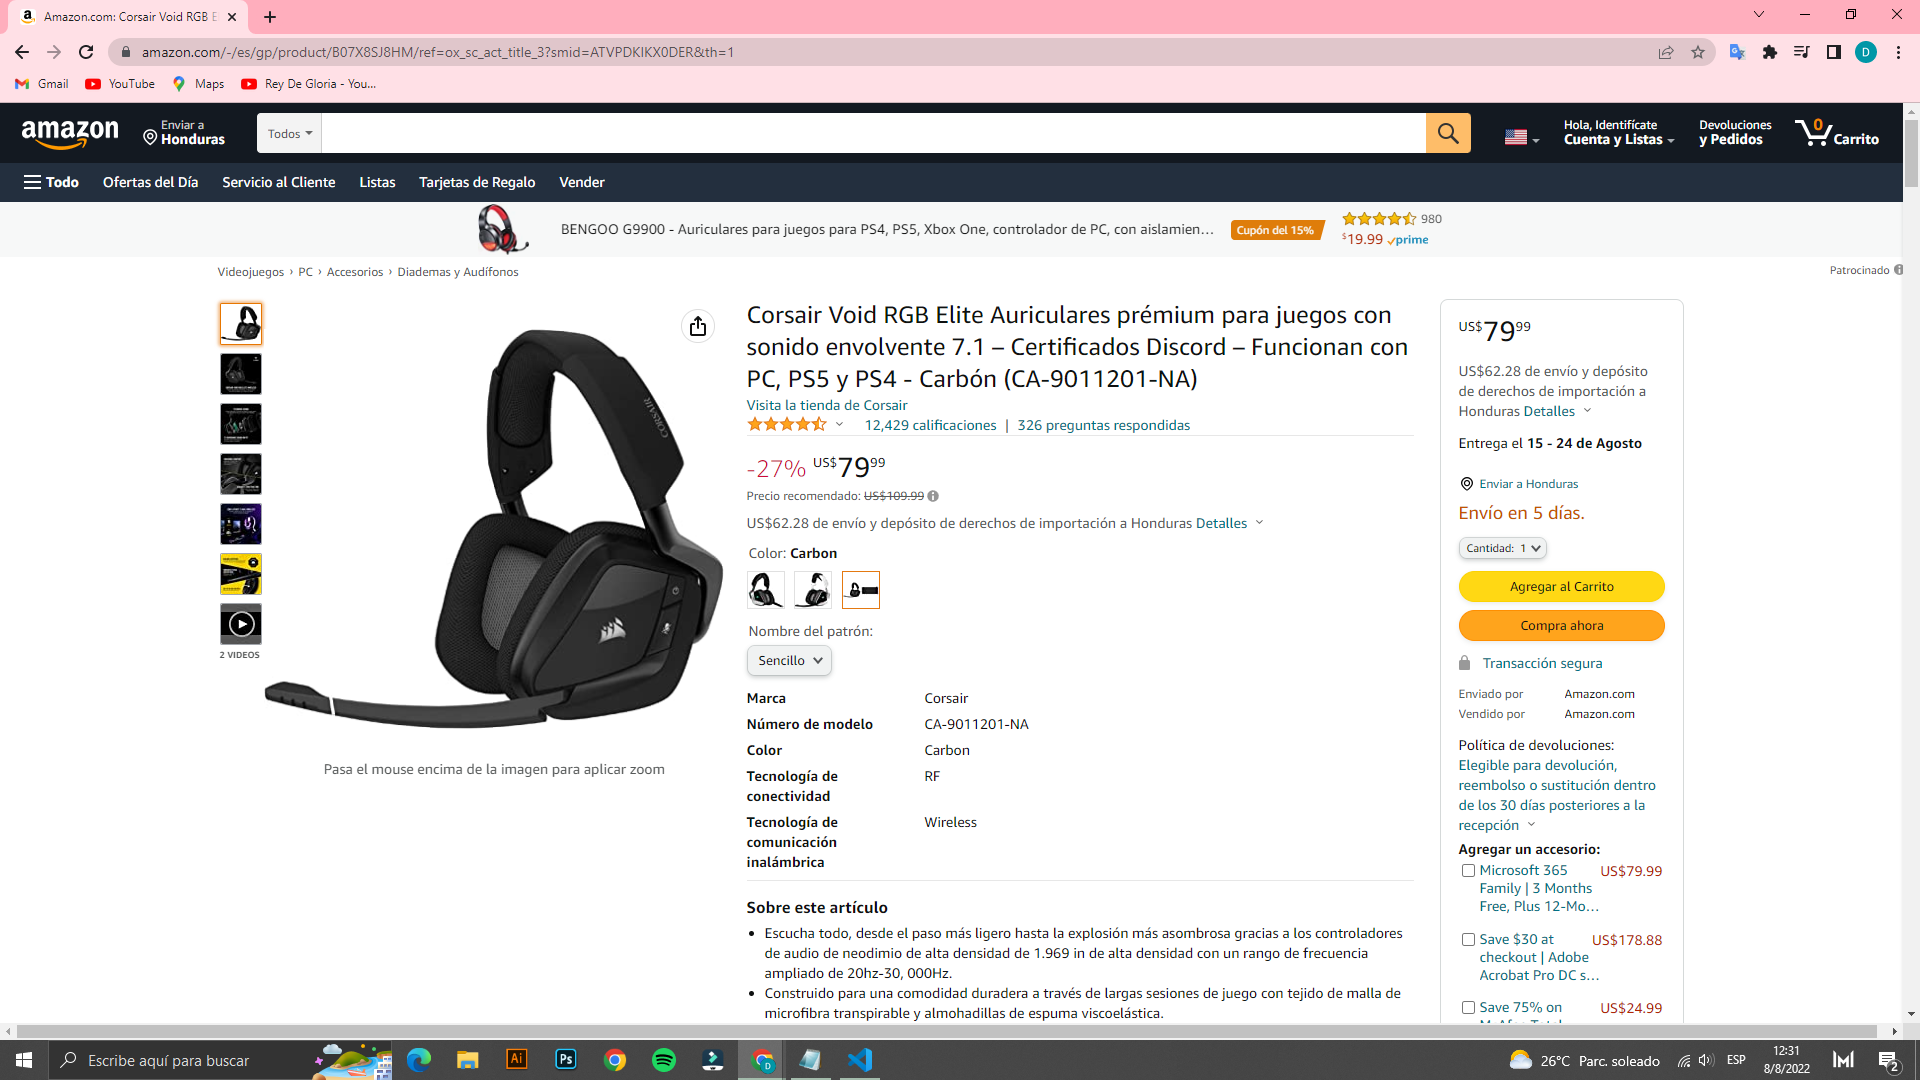 Amazon.com: Corsair Void RGB E
amazon.com/-/es/gp/product/B07X8SJ8HM/ref=ox_sc_act_title_3?smid=ATVPDKIKX0DER&th=1
D
Gmail
YouTube
Maps
Rey De Gloria - You...
amazon
Enviar a
Honduras
Todos
Hola, Identifícate
Cuenta y Listas
Devoluciones
y Pedidos
0
Carrito
Todo
Ofertas del Día
Servicio al Cliente
Listas
Tarjetas de Regalo
Vender
BENGOO G9900 - Auriculares para juegos para PS4, PS5, Xbox One, controlador de PC, con aislamien...
Cupón del 15%
980
$19.99 prime
Videojuegos › PC › Accesorios › Diademas y Audífonos
Patrocinado
2 VIDEOS
CORSAIR
Pasa el mouse encima de la imagen para aplicar zoom
Corsair Void RGB Elite Auriculares prémium para juegos con
sonido envolvente 7.1 – Certificados Discord – Funcionan con
PC, PS5 y PS4 - Carbón (CA-9011201-NA)
Visita la tienda de Corsair
12,429 calificaciones | 326 preguntas respondidas
-27% US$79 99
Precio recomendado: US$109.99
US$62.28 de envío y depósito de derechos de importación a Honduras Detalles
Color: Carbon
Nombre del patrón:
Sencillo
Marca Corsair
Número de modelo CA-9011201-NA
Color Carbon
Tecnología de RF
conectividad
Tecnología de Wireless
comunicación
inalámbrica
Sobre este artículo
• Escucha todo, desde el paso más ligero hasta la explosión más asombrosa gracias a los controladores
de audio de neodimio de alta densidad de 1.969 in de alta densidad con un rango de frecuencia
ampliado de 20hz-30, 000Hz.
• Construido para una comodidad duradera a través de largas sesiones de juego con tejido de malla de
microfibra transpirable y almohadillas de espuma viscoelástica.
US$79 99
US$62.28 de envío y depósito
de derechos de importación a
Honduras Detalles
Entrega el 15 - 24 de Agosto
Enviar a Honduras
Envío en 5 días.
Cantidad: 1
Agregar al Carrito
Compra ahora
Transacción segura
Enviado por Amazon.com
Vendido por Amazon.com
Política de devoluciones:
Elegible para devolución,
reembolso o sustitución dentro
de los 30 días posteriores a la
recepción
Agregar un accesorio:
Microsoft 365 US$79.99
Family | 3 Months
Free, Plus 12-Mo...
Save $30 at US$178.88
checkout | Adobe
Acrobat Pro DC s...
Save 75% on US$24.99
Escribe aquí para buscar
Ai
Ps
D
26°C Parc. soleado
ESP
12:31
8/8/2022
2